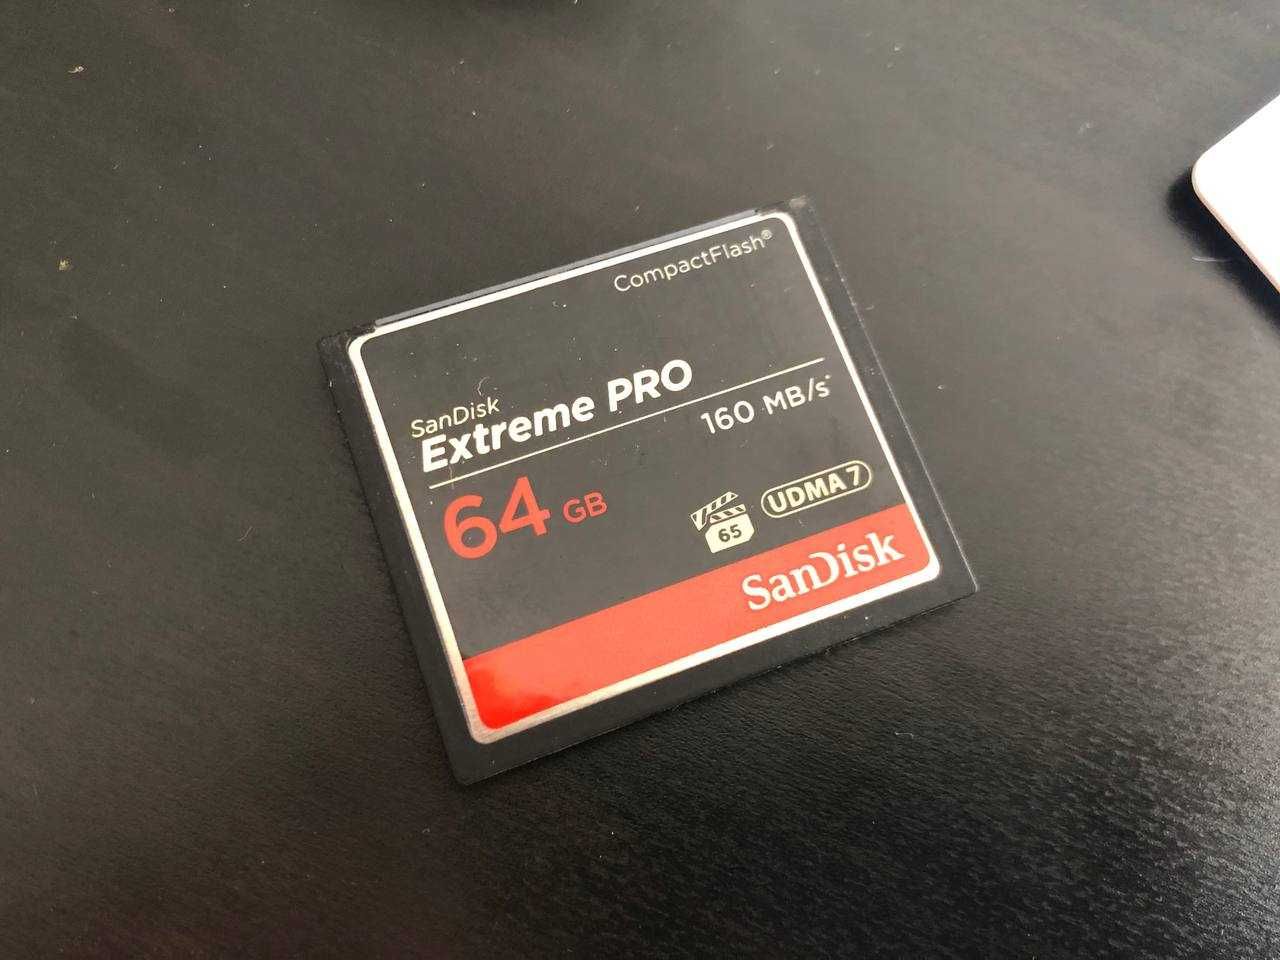 CompactFlash®
SanDisk
Extreme PRO
160 MB/s*
64 GB
65
UDMA 7
SanDisk